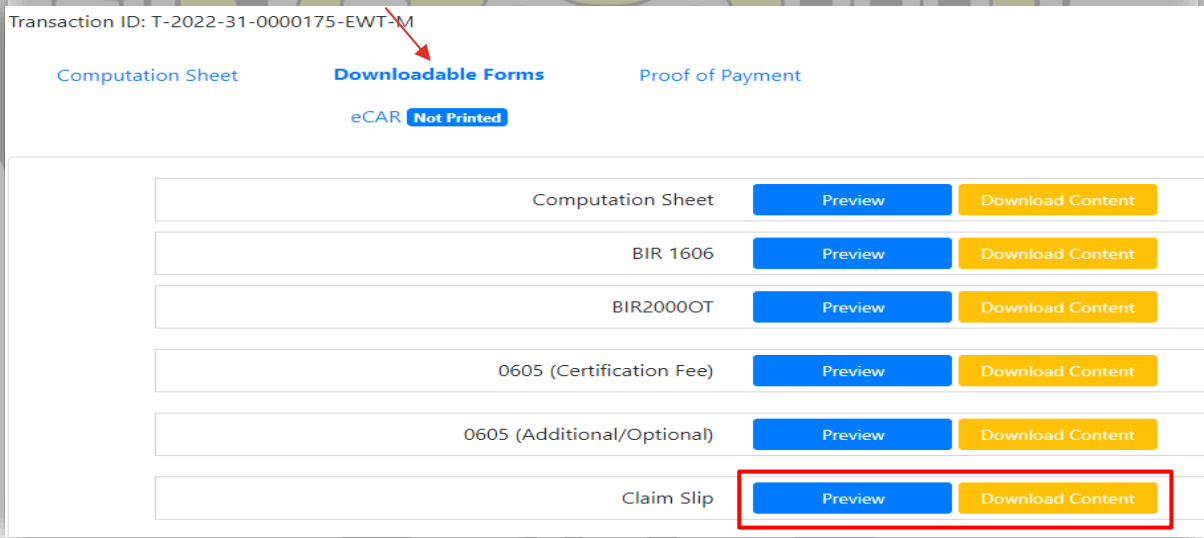 Transaction ID: T-2022-31-0000175-EWT-M
Computation Sheet Downloadable Forms Proof of Payment
eCAR Not Printed
Computation Sheet Preview Download Content
BIR 1606 Preview Download Content
BIR2000OT Preview Download Content
0605 (Certification Fee) Preview Download Content
0605 (Additional/Optional) Preview Download Content
Claim Slip Preview Download Content